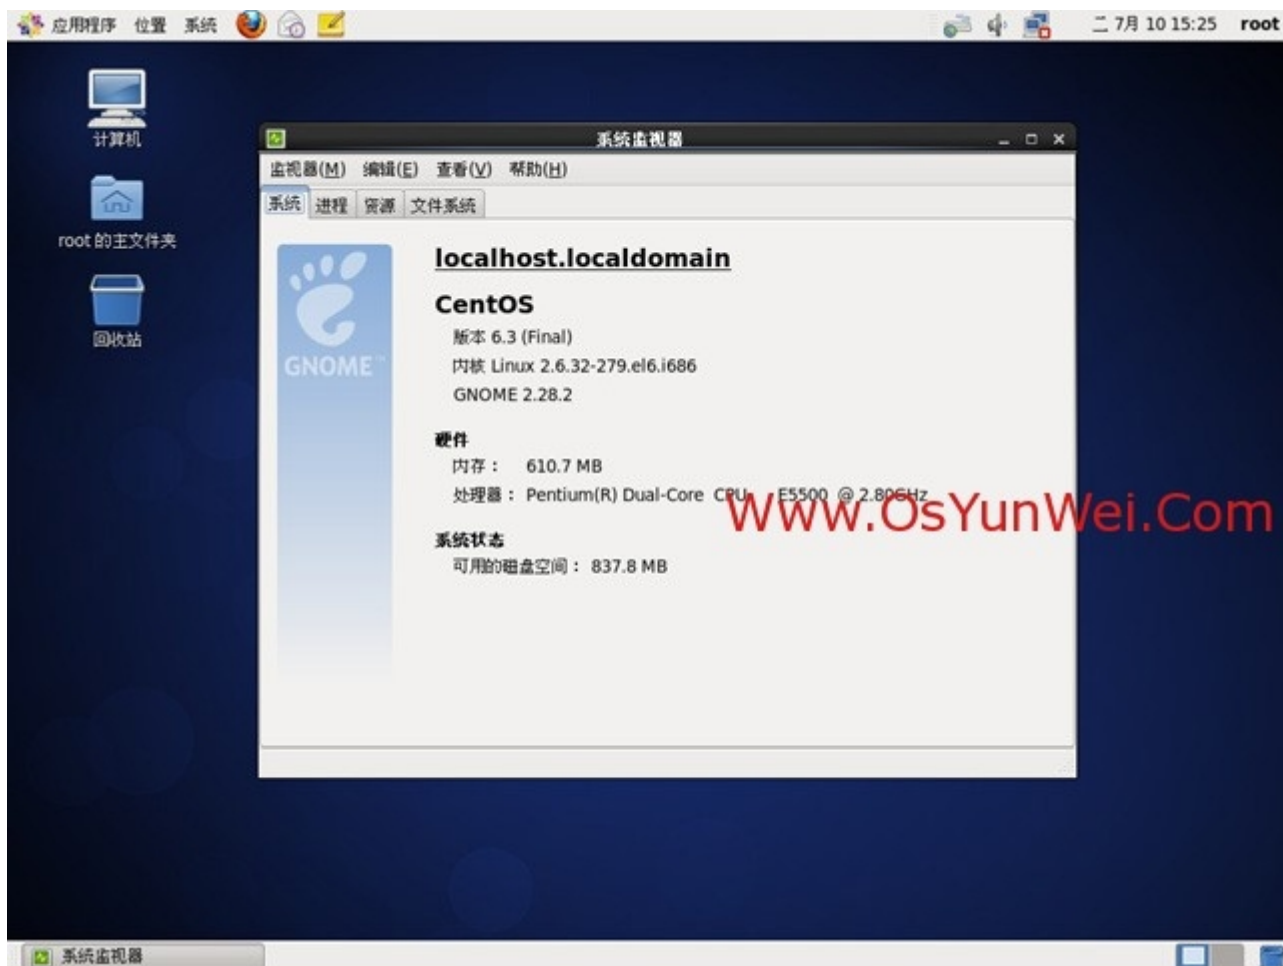 应用程序 位置 系统 二 7月 10 15:25 root
计算机
root 的主文件夹
回收站
系统监视器
监视器(M) 编辑(E) 查看(V) 帮助(H)
系统 进程 资源 文件系统
GNOME™
localhost.localdomain
CentOS
版本 6.3 (Final)
内核 Linux 2.6.32-279.el6.i686
GNOME 2.28.2
硬件
内存： 610.7 MB
处理器： Pentium(R) Dual-Core CPU E5500 @ 2.80GHz
Www.OsYunWei.Com
系统状态
可用的磁盘空间： 837.8 MB
系统监视器